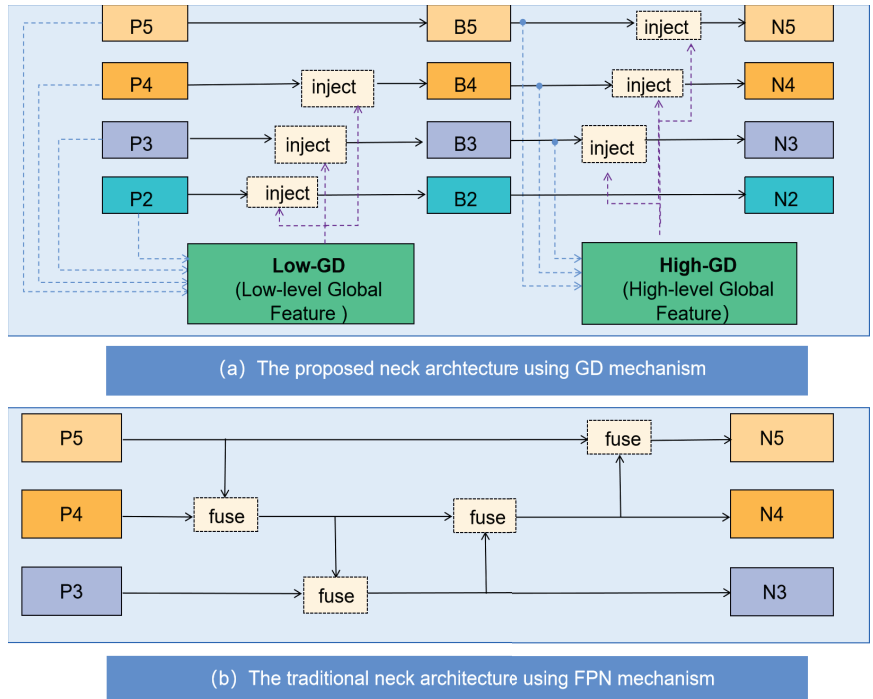 P5
B5
inject
N5
P4
inject
B4
inject
N4
P3
inject
B3
inject
N3
P2
inject
B2
N2
Low-GD
(Low-level Global
Feature )
High-GD
(High-level Global
Feature)
(a) The proposed neck archtecture using GD mechanism
P5
fuse
N5
P4
fuse
fuse
N4
P3
fuse
N3
(b) The traditional neck architecture using FPN mechanism